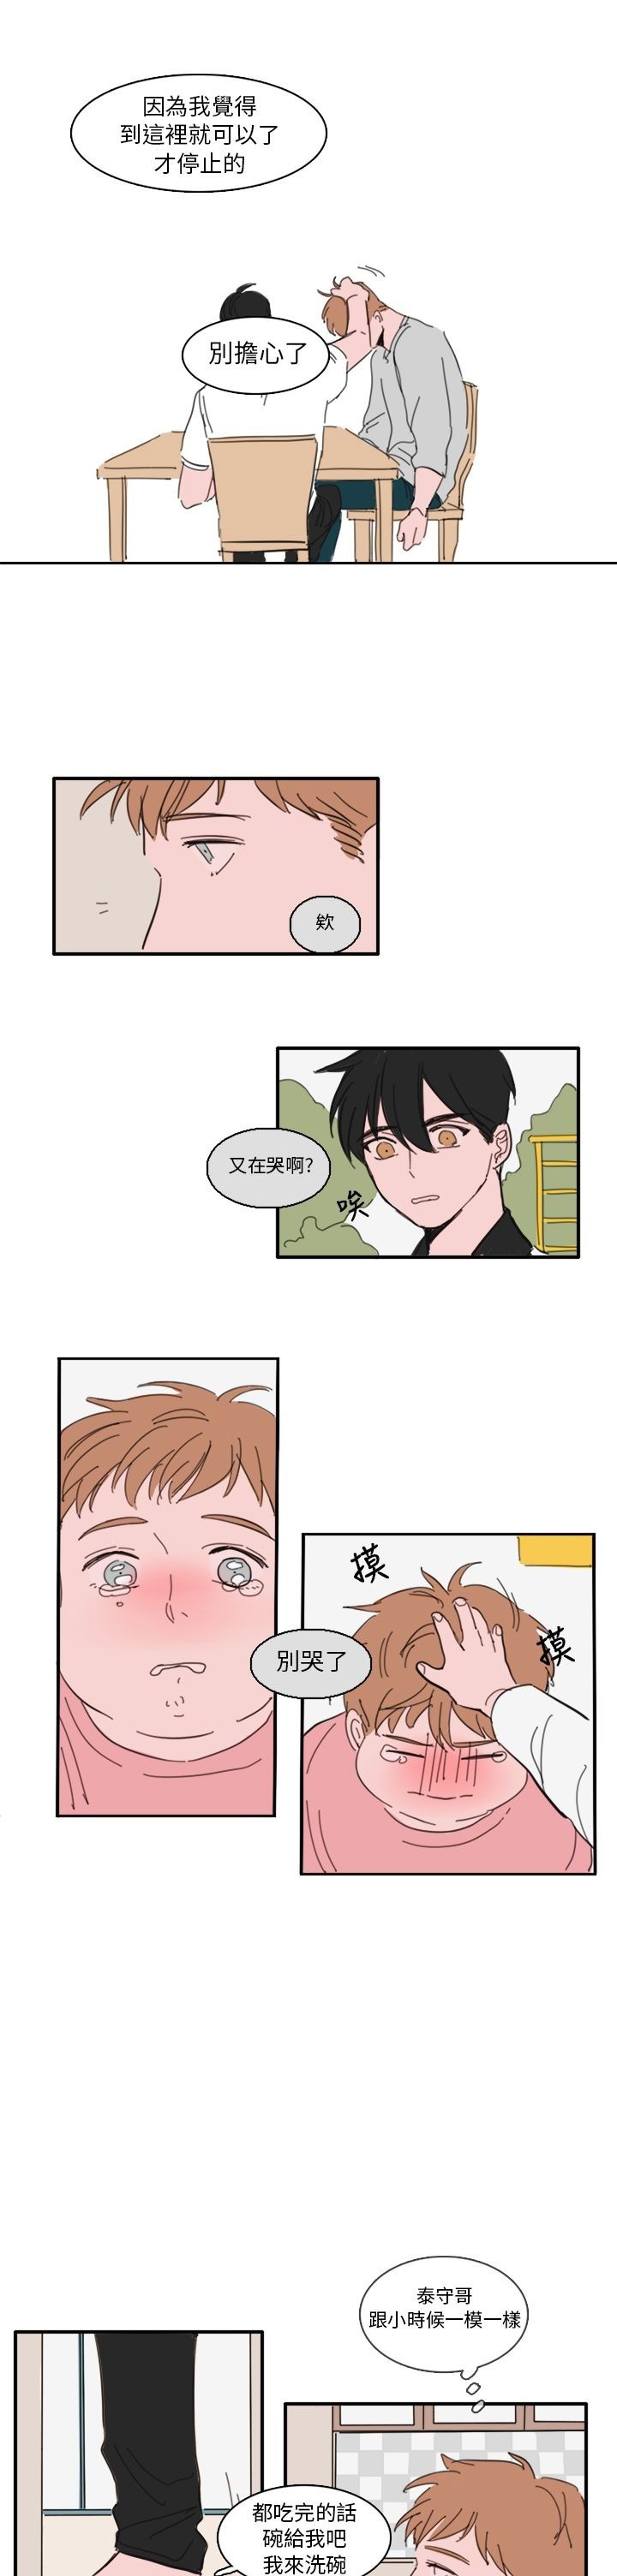 因為我覺得
到這裡就可以了
才停止的
別擔心了
欸
又在哭啊?
唉
摸
別哭了
摸
泰守哥
跟小時候一模一樣
都吃完的話
碗給我吧
我來洗碗